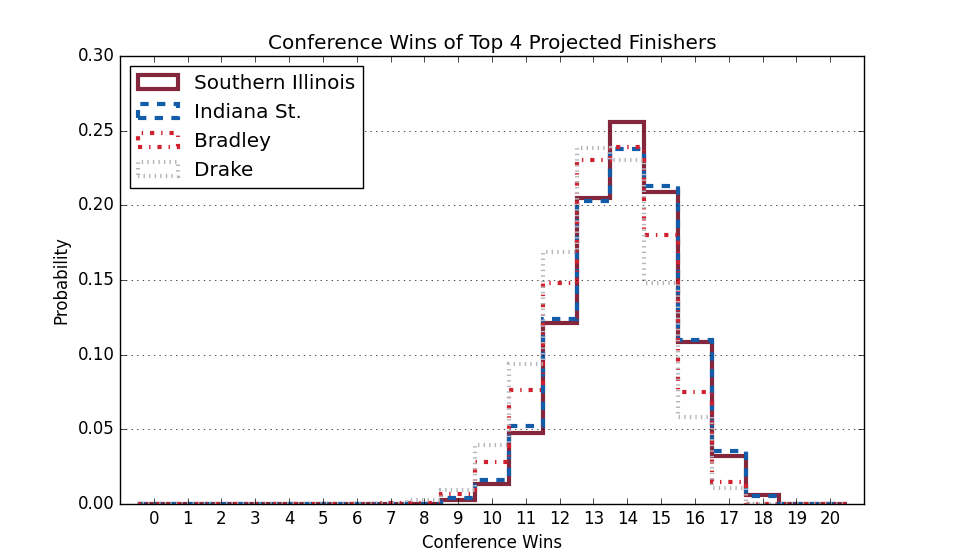 Conference Wins of Top 4 Projected Finishers
0.30
0.25
0.20
0.15
0.10
0.05
0.00
Probability
Southern Illinois
Indiana St.
Bradley
Drake
0 1 2 3 4 5 6 7 8 9 10 11 12 13 14 15 16 17 18 19 20
Conference Wins